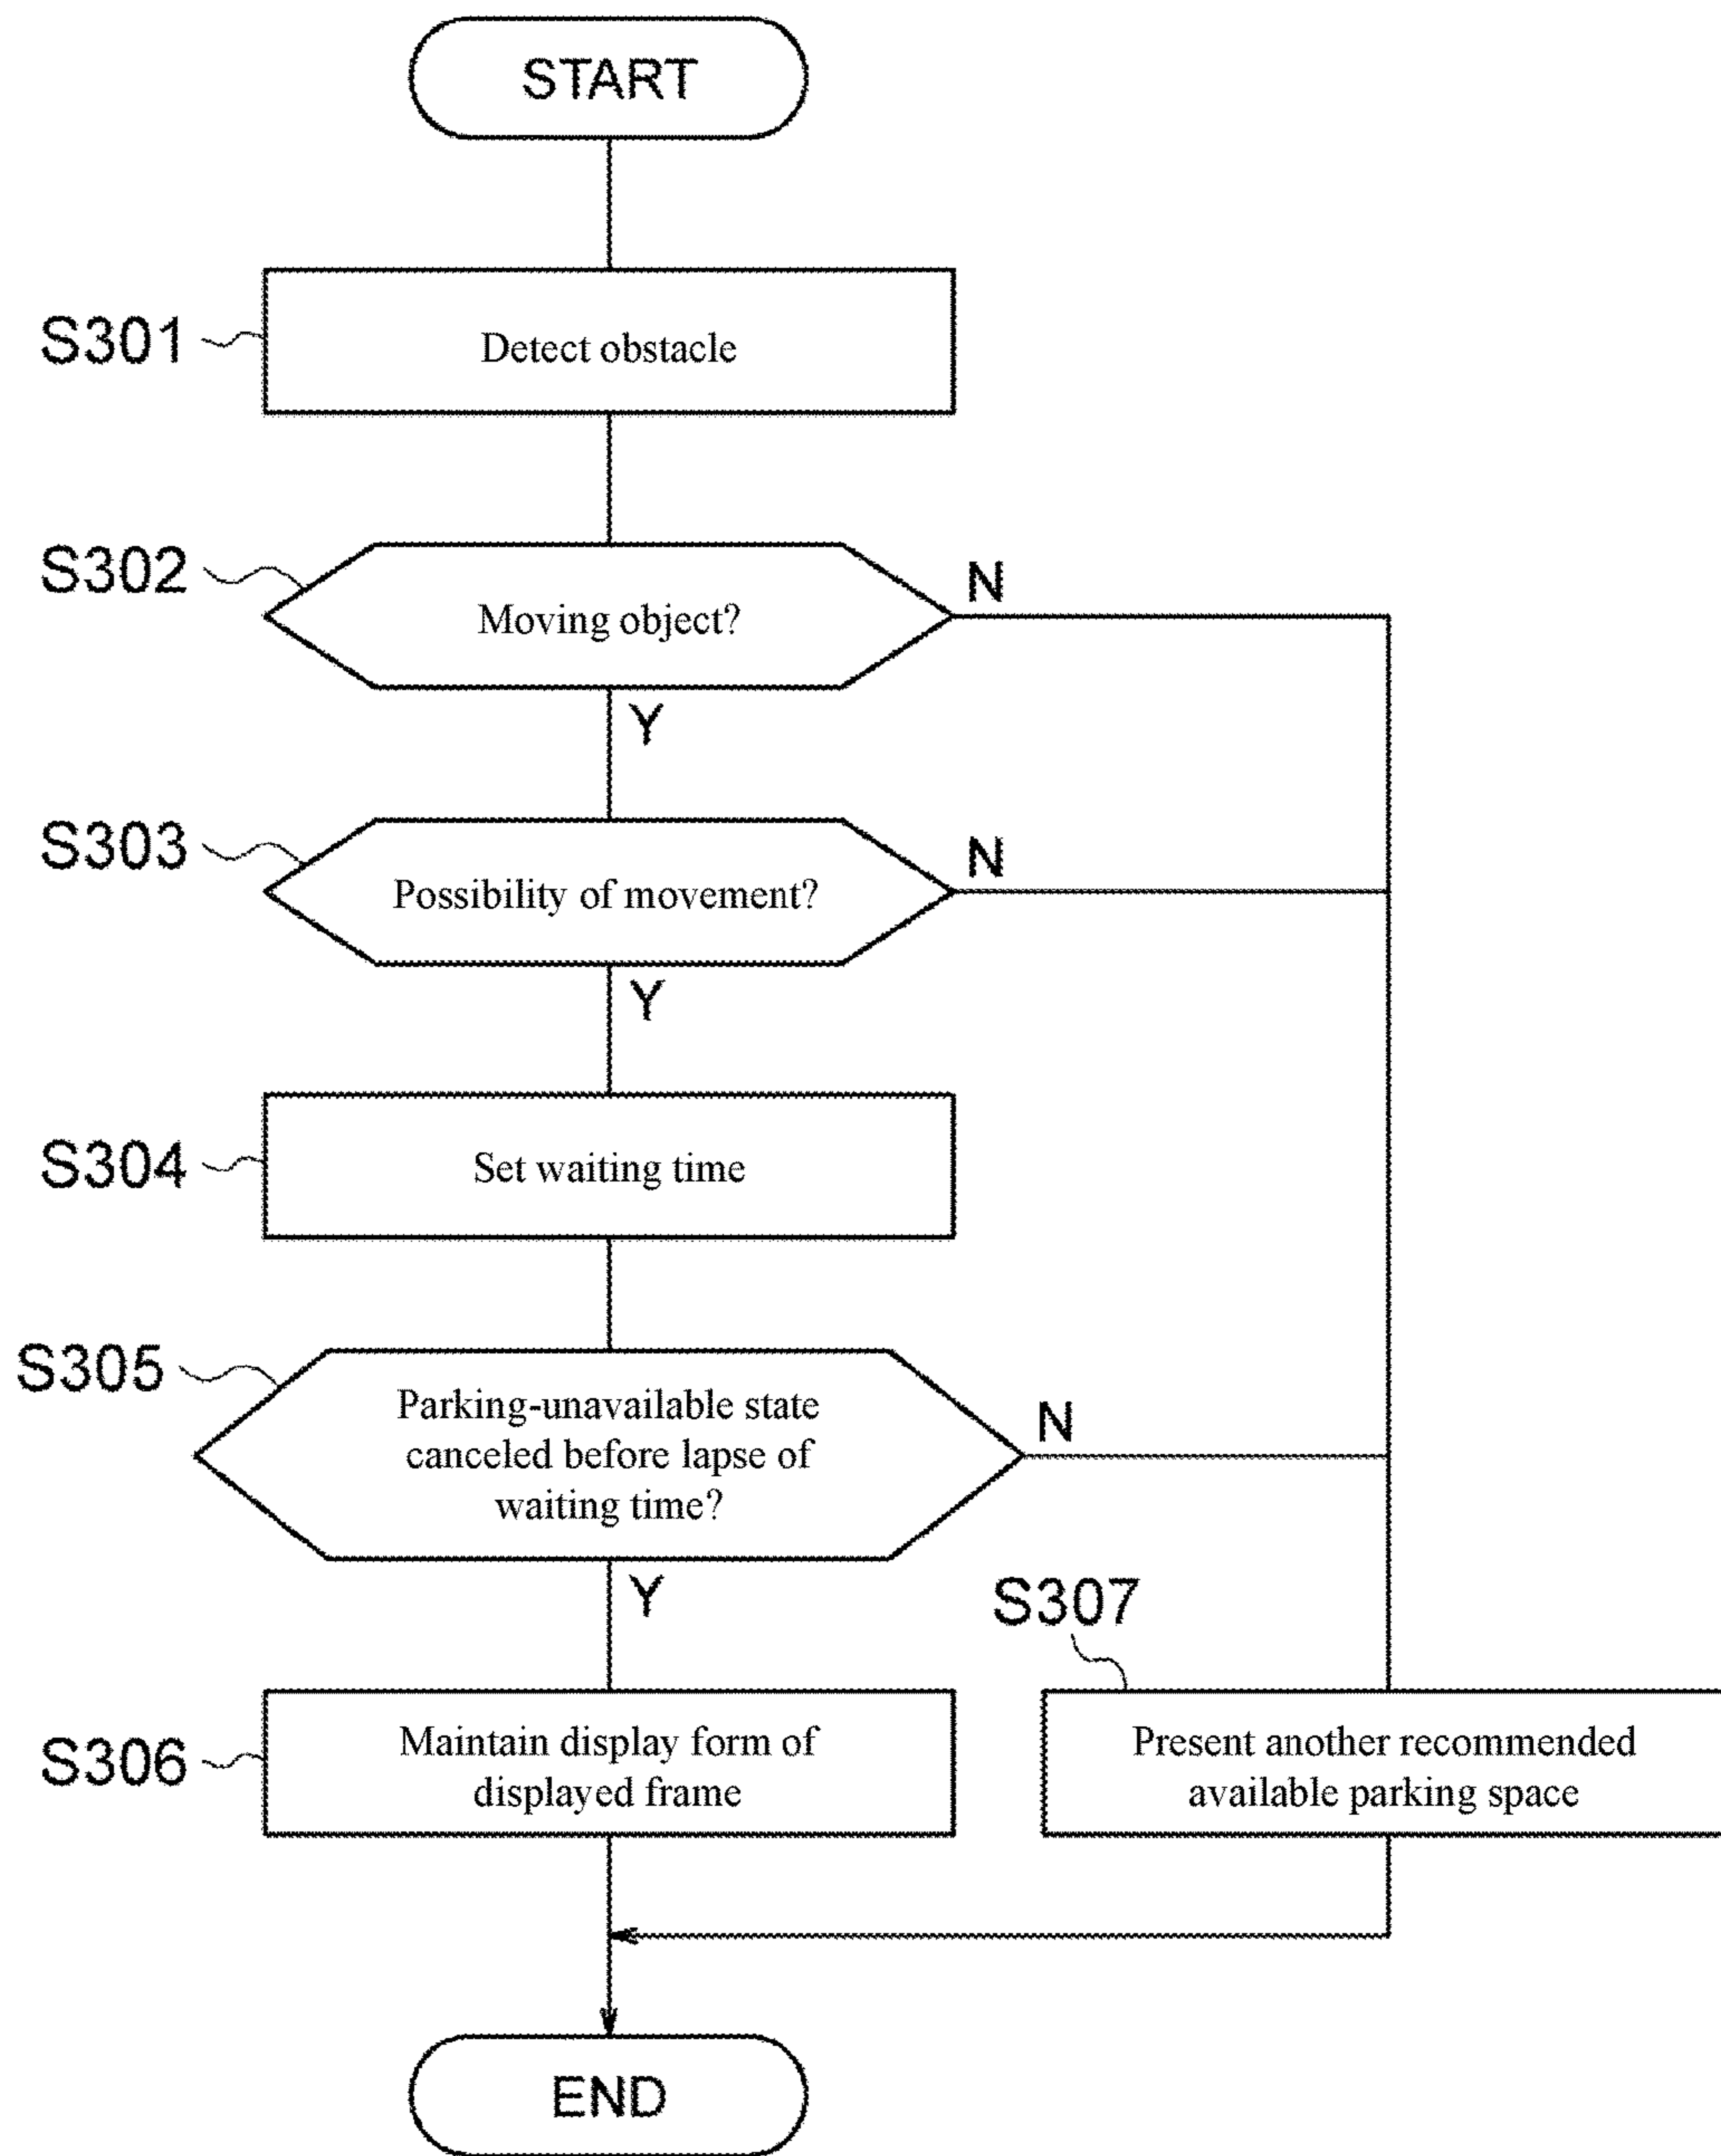 START
S301
Detect obstacle
S302
Moving object?
N
Y
S303
Possibility of movement?
N
Y
S304
Set waiting time
S305
Parking-unavailable state
canceled before lapse of
waiting time?
N
Y
S306
Maintain display form of
displayed frame
S307
Present another recommended
available parking space
END